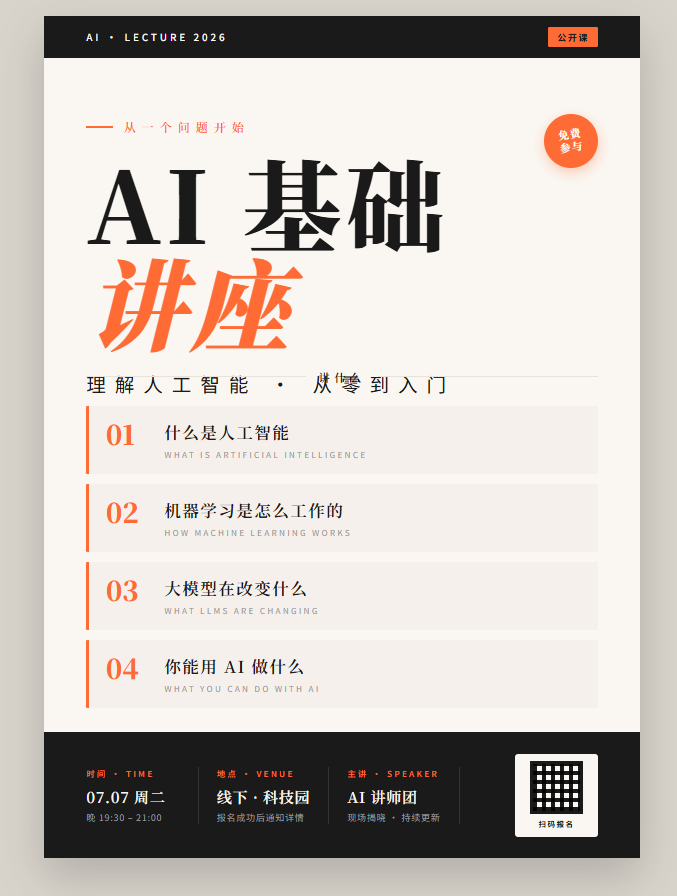 AI • LECTURE 2026
公开课
从一个问题开始
免费
参与
AI 基础
讲座
讲什么
理解人工智能 • 从零到入门
01
什么是人工智能
WHAT IS ARTIFICIAL INTELLIGENCE
02
机器学习是怎么工作的
HOW MACHINE LEARNING WORKS
03
大模型在改变什么
WHAT LLMS ARE CHANGING
04
你能用 AI 做什么
WHAT YOU CAN DO WITH AI
时间 • TIME
07.07 周二
晚 19:30 – 21:00
地点 • VENUE
线下 · 科技园
报名成功后通知详情
主讲 • SPEAKER
AI 讲师团
现场揭晓 • 持续更新
扫码报名